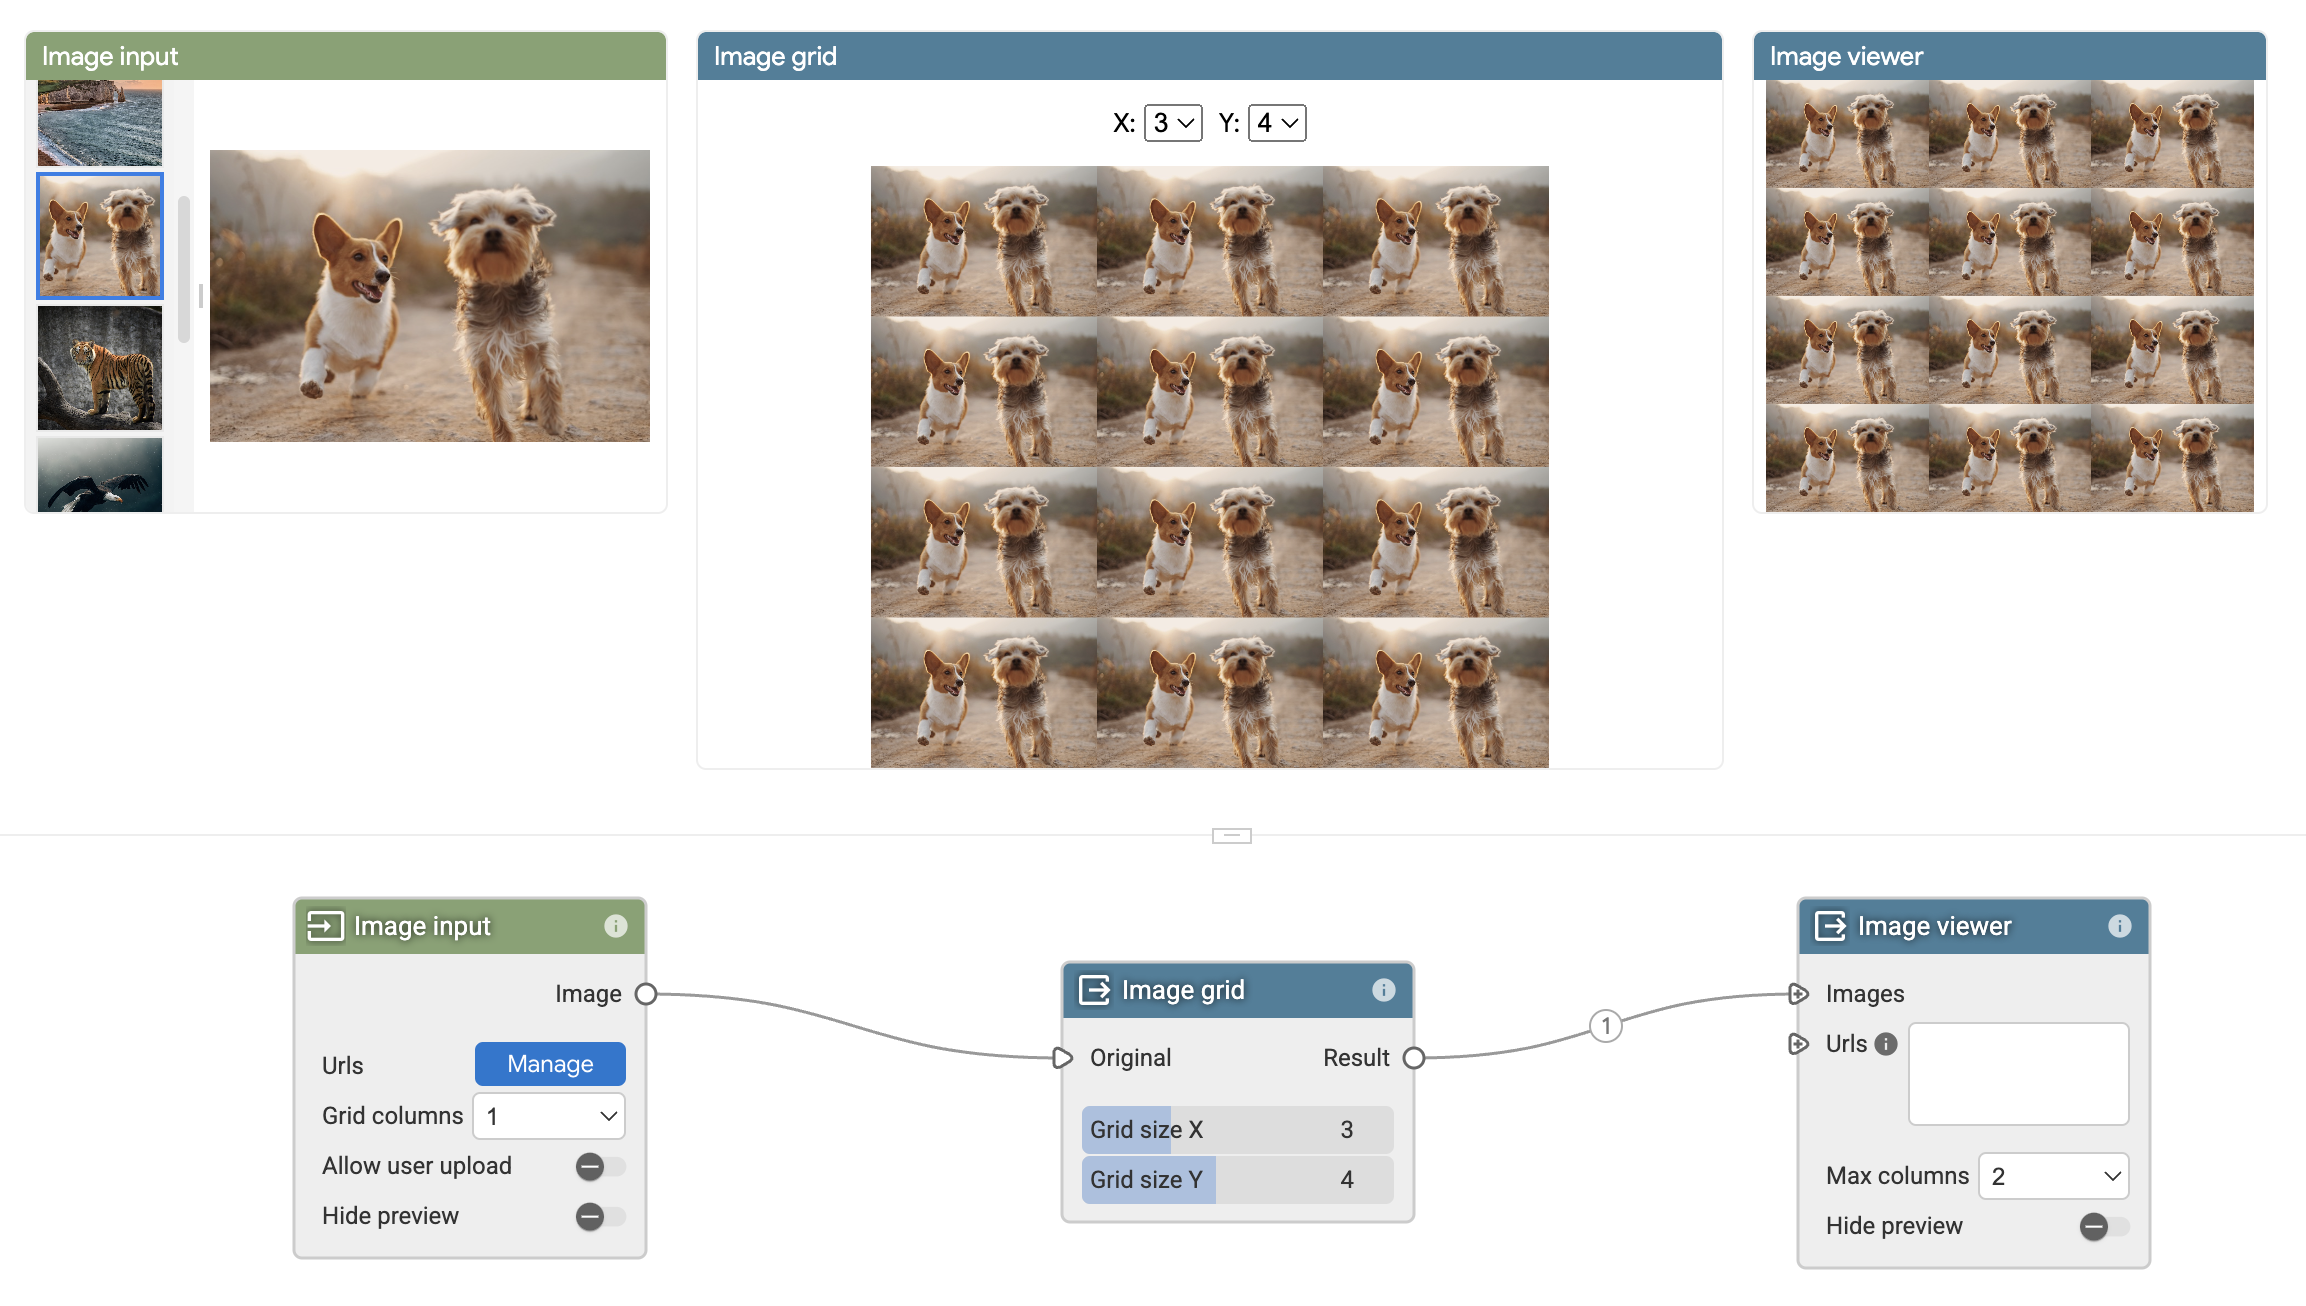 Image input
Image grid
X: 3 Y: 4
Image viewer
Image input
Image
Urls Manage
Grid columns 1
Allow user upload
Hide preview
Image grid
Original Result
Grid size X 3
Grid size Y 4
1
Image viewer
Images
Urls
Max columns 2
Hide preview